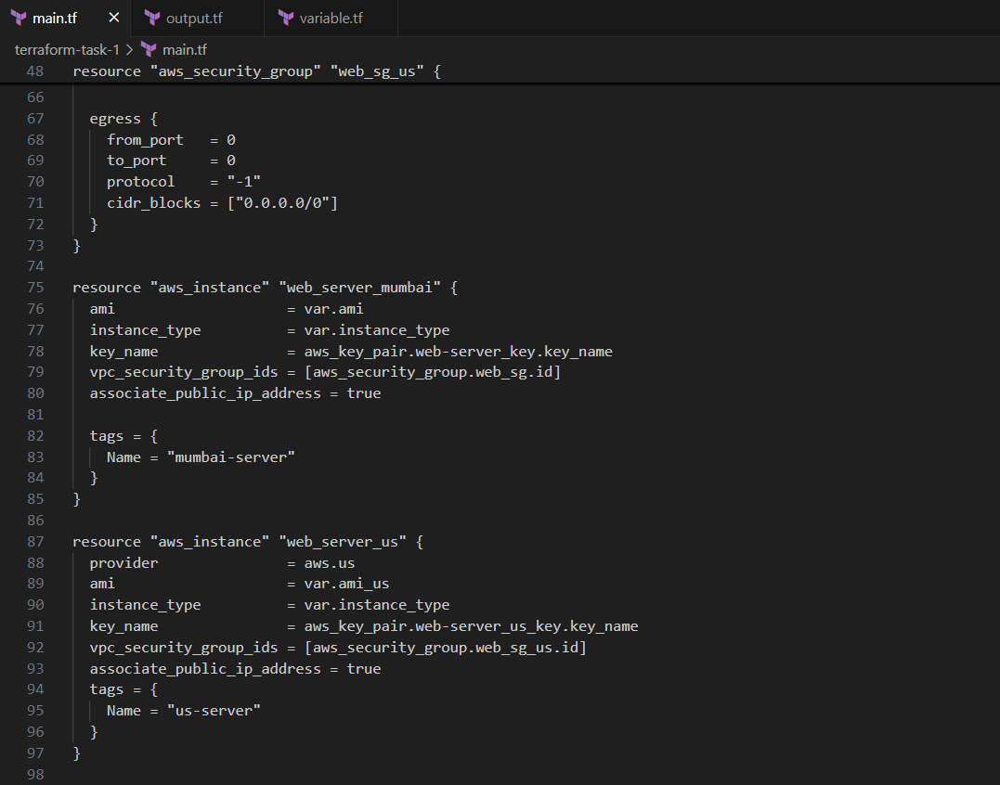 main.tf × output.tf variable.tf
terraform-task-1 > main.tf
48 resource "aws_security_group" "web_sg_us" {
66
67   egress {
68     from_port   = 0
69     to_port     = 0
70     protocol    = "-1"
71     cidr_blocks = ["0.0.0.0/0"]
72   }
73 }
74
75 resource "aws_instance" "web_server_mumbai" {
76   ami                    = var.ami
77   instance_type          = var.instance_type
78   key_name               = aws_key_pair.web-server_key.key_name
79   vpc_security_group_ids = [aws_security_group.web_sg.id]
80   associate_public_ip_address = true
81
82   tags = {
83     Name = "mumbai-server"
84   }
85 }
86
87 resource "aws_instance" "web_server_us" {
88   provider               = aws.us
89   ami                    = var.ami_us
90   instance_type          = var.instance_type
91   key_name               = aws_key_pair.web-server_us_key.key_name
92   vpc_security_group_ids = [aws_security_group.web_sg_us.id]
93   associate_public_ip_address = true
94   tags = {
95     Name = "us-server"
96   }
97 }
98